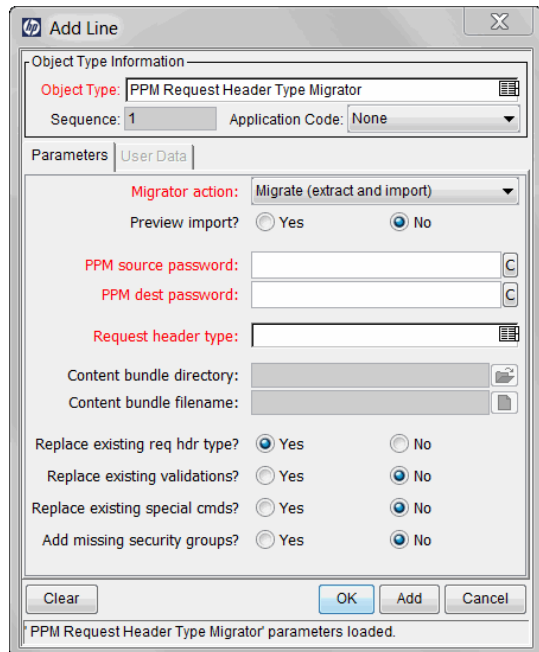 hp Add Line
Object Type Information
Object Type: PPM Request Header Type Migrator
Sequence: 1 Application Code: None
Parameters User Data
Migrator action: Migrate (extract and import)
Preview import? Yes No
PPM source password: C
PPM dest password: C
Request header type:
Content bundle directory:
Content bundle filename:
Replace existing req hdr type? Yes No
Replace existing validations? Yes No
Replace existing special cmds? Yes No
Add missing security groups? Yes No
Clear OK Add Cancel
' PPM Request Header Type Migrator' parameters loaded.